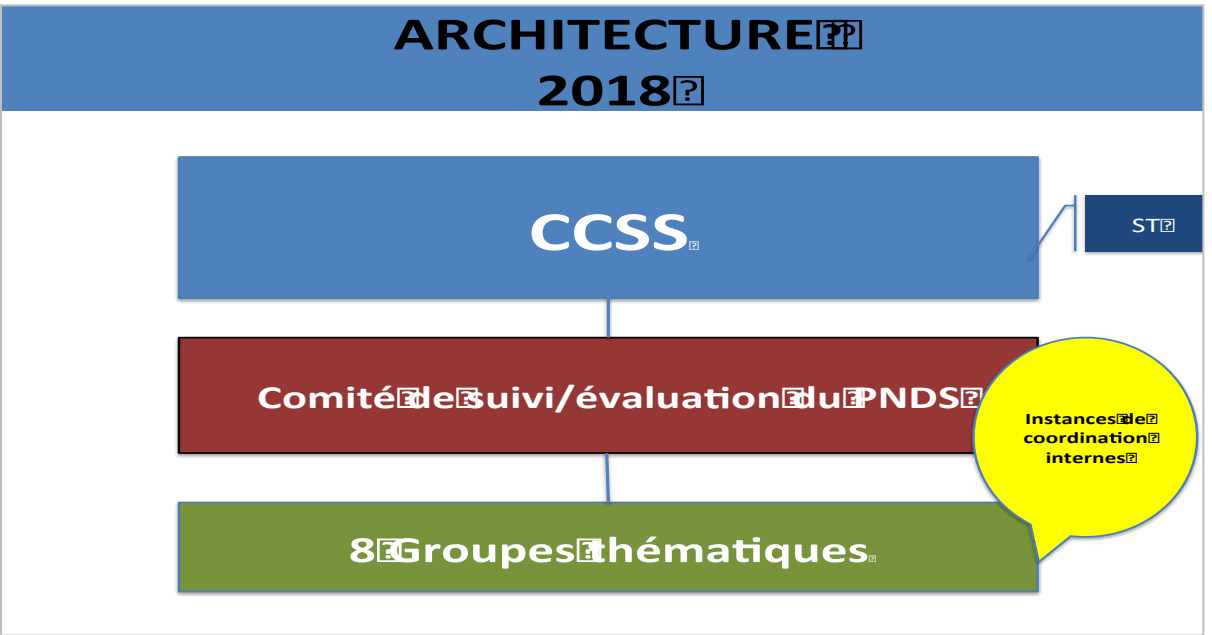 ARCHITECTURE
2018
CCSS
ST
Comité de suivi/évaluation du PNDS
Instances de
coordination
internes
8 Groupes thématiques